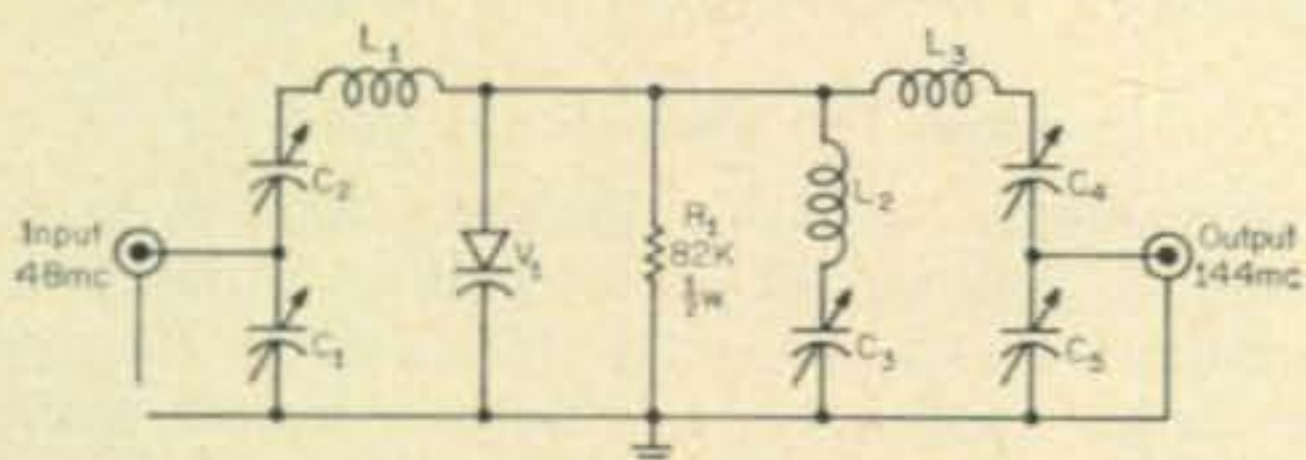 L1
L3
C2
L2
C4
Input
48mc
V1
R1
82K
½w
Output
144mc
C1
C3
C5